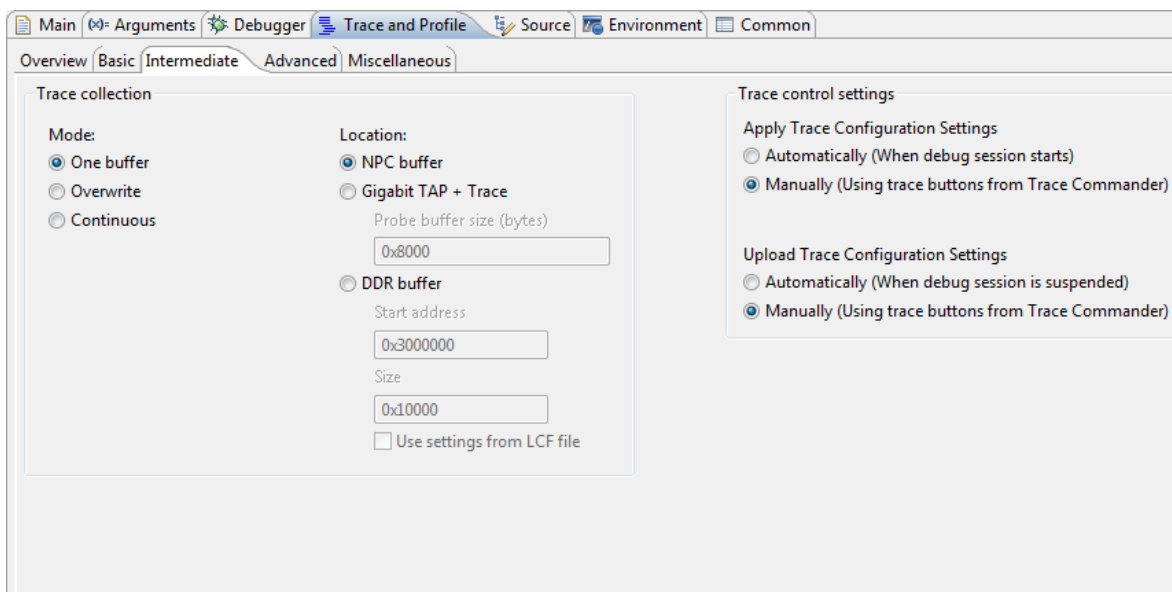 Main (x)= Arguments Debugger Trace and Profile Source Environment Common
Overview Basic Intermediate Advanced Miscellaneous
Trace collection
Mode:
One buffer
Overwrite
Continuous
Location:
NPC buffer
Gigabit TAP + Trace
Probe buffer size (bytes)
0x8000
DDR buffer
Start address
0x3000000
Size
0x10000
Use settings from LCF file
Trace control settings
Apply Trace Configuration Settings
Automatically (When debug session starts)
Manually (Using trace buttons from Trace Commander)
Upload Trace Configuration Settings
Automatically (When debug session is suspended)
Manually (Using trace buttons from Trace Commander)